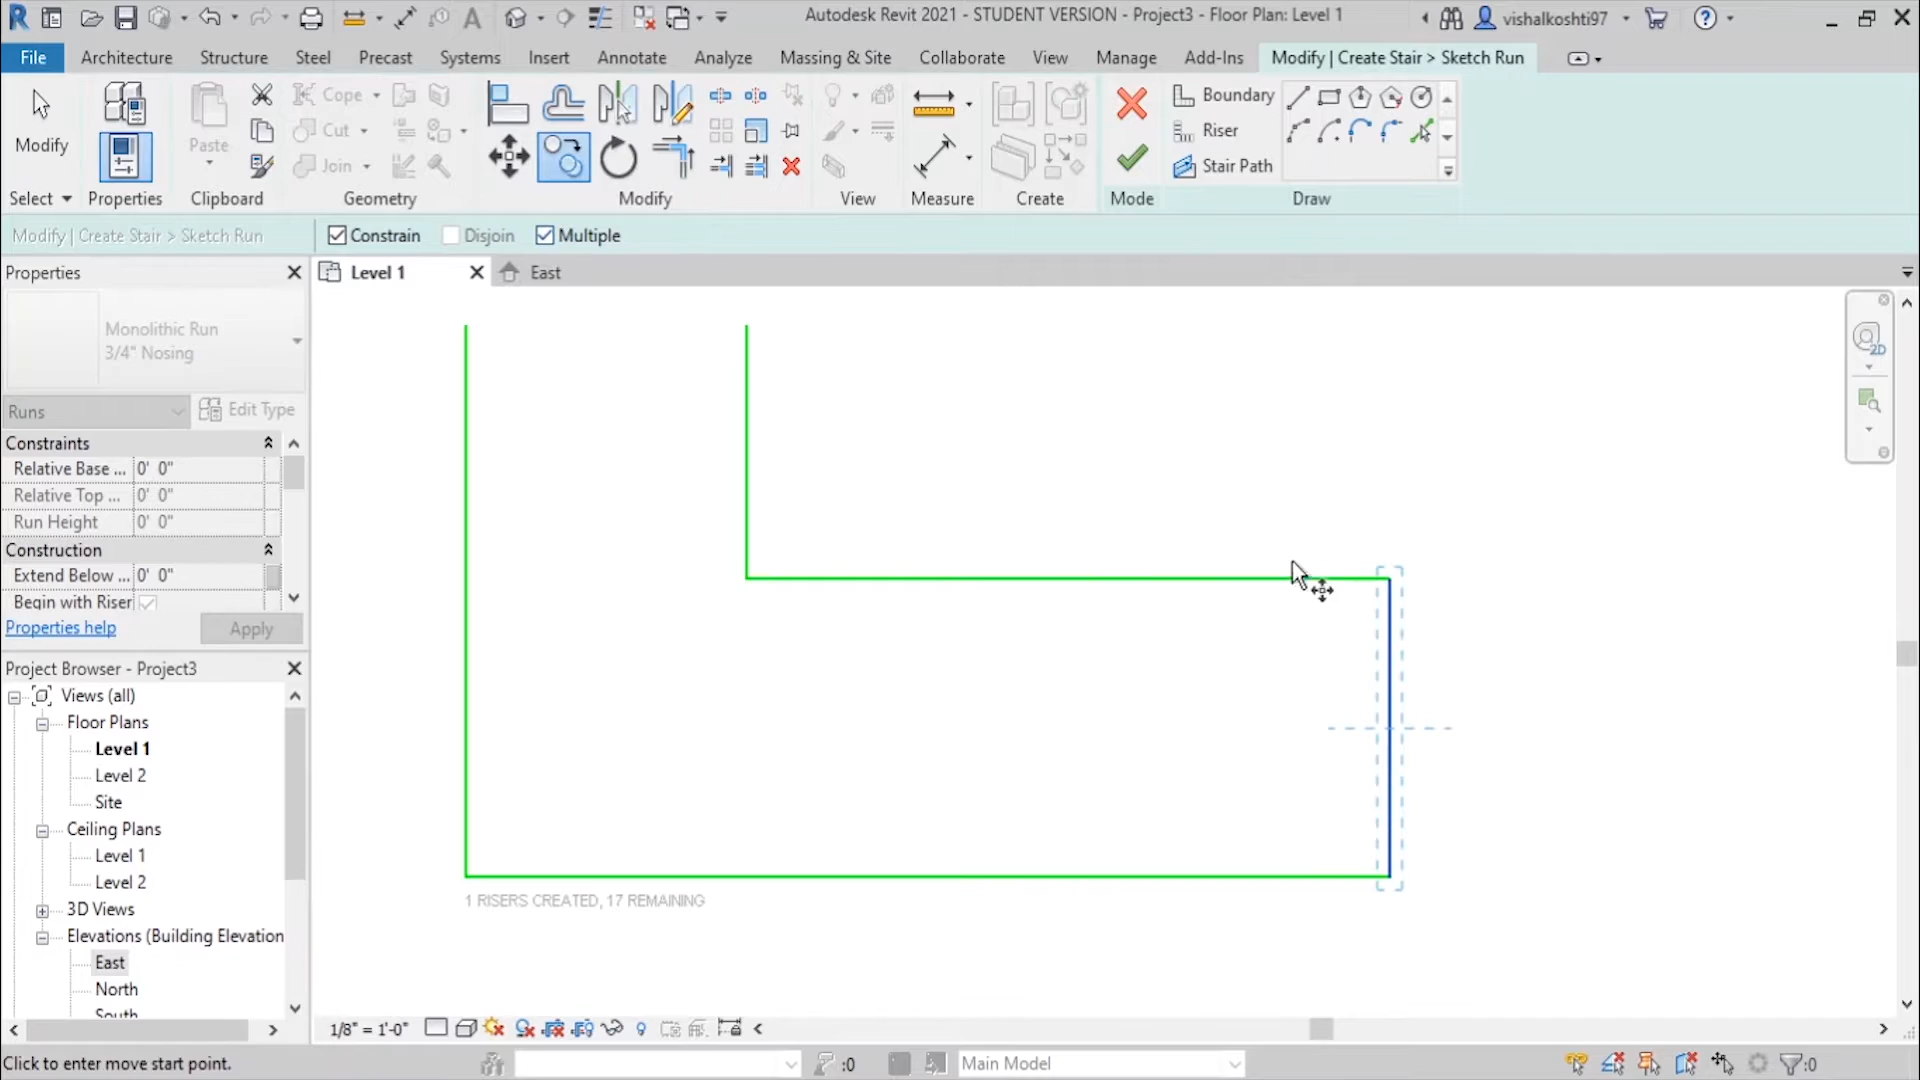 Autodesk Revit 2021 - STUDENT VERSION - Project3 - Floor Plan: Level 1
vishalkoshti97
File Architecture Structure Steel Precast Systems Insert Annotate Analyze Massing & Site Collaborate View Manage Add-Ins Modify | Create Stair > Sketch Run
Modify
Paste
Cope
Cut
Join
Boundary
Riser
Stair Path
Select Properties Clipboard Geometry Modify View Measure Create Mode Draw
Modify | Create Stair > Sketch Run
Constrain Disjoin Multiple
Properties
Level 1
East
2D
Monolithic Run
3/4" Nosing
Runs
Edit Type
Constraints
Relative Base ... 0' 0"
Relative Top ... 0' 0"
Run Height 0' 0"
Construction
Extend Below ... 0' 0"
Begin with Riser
Properties help
Apply
Project Browser - Project3
Views (all)
Floor Plans
Level 1
Level 2
Site
Ceiling Plans
Level 1
Level 2
3D Views
Elevations (Building Elevation
East
North
South
1 RISERS CREATED, 17 REMAINING
1/8" = 1'-0"
Click to enter move start point.
:0
Main Model
:0